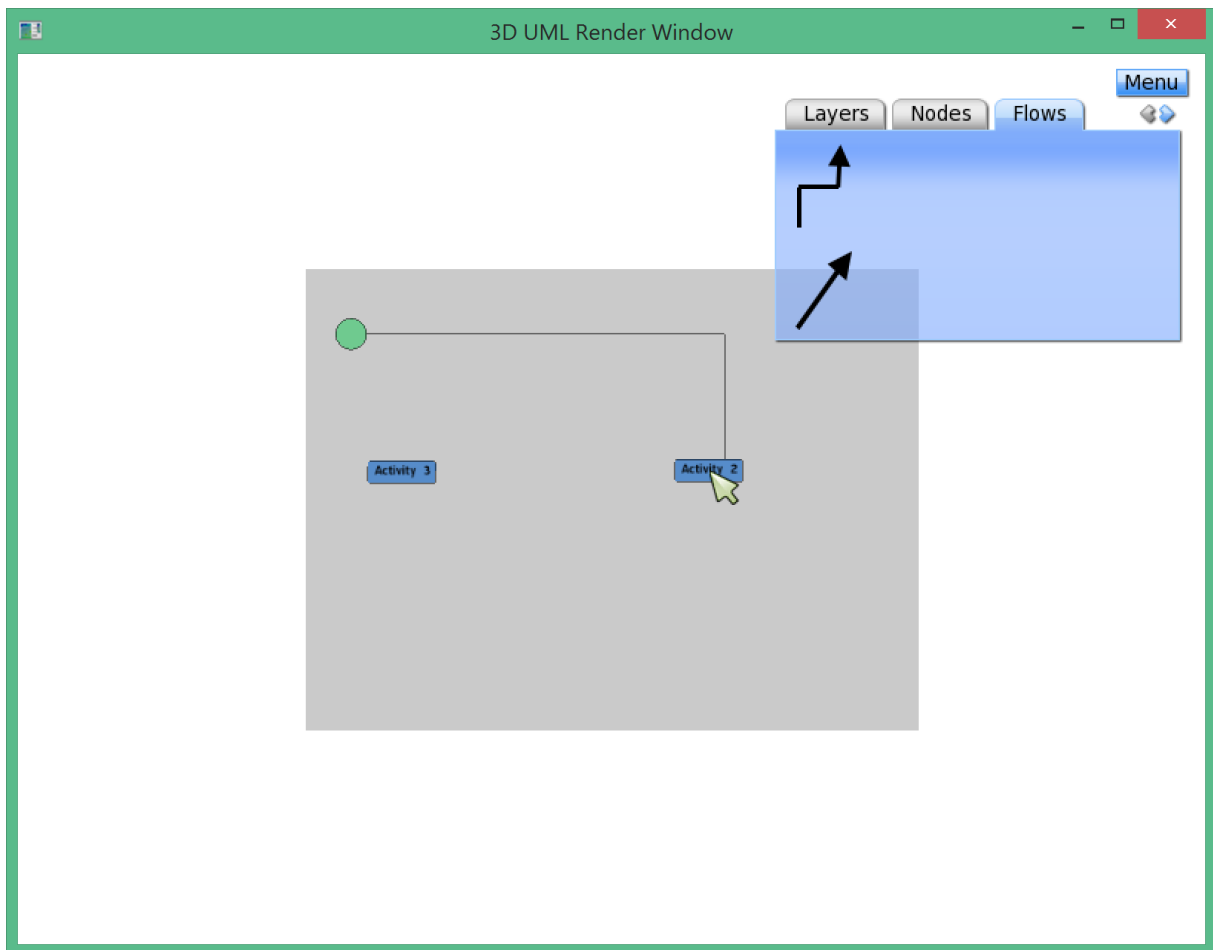 3D UML Render Window
Menu
Layers Nodes Flows
Activity 3
Activity 2